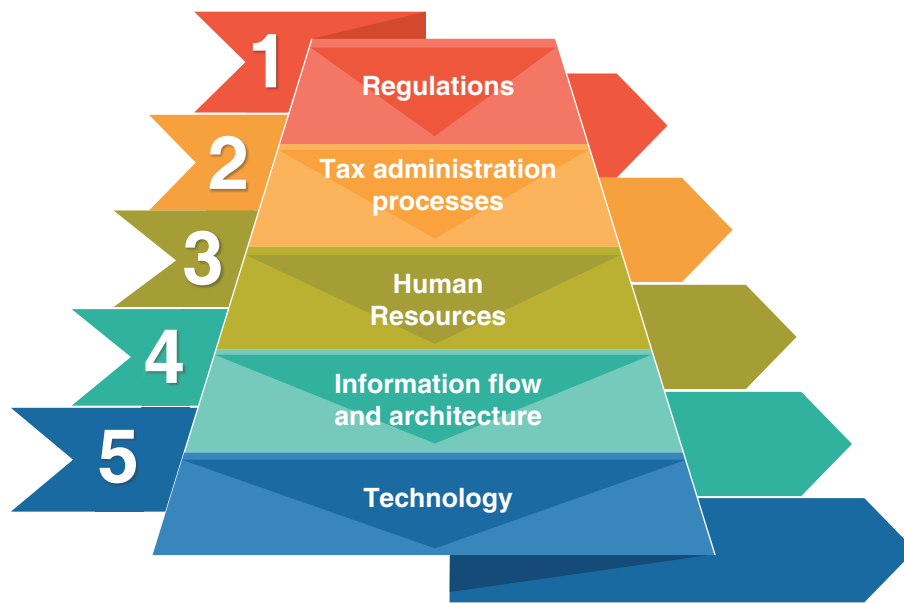 1
Regulations
2
Tax administration
processes
3
Human
Resources
4
Information flow
and architecture
5
Technology